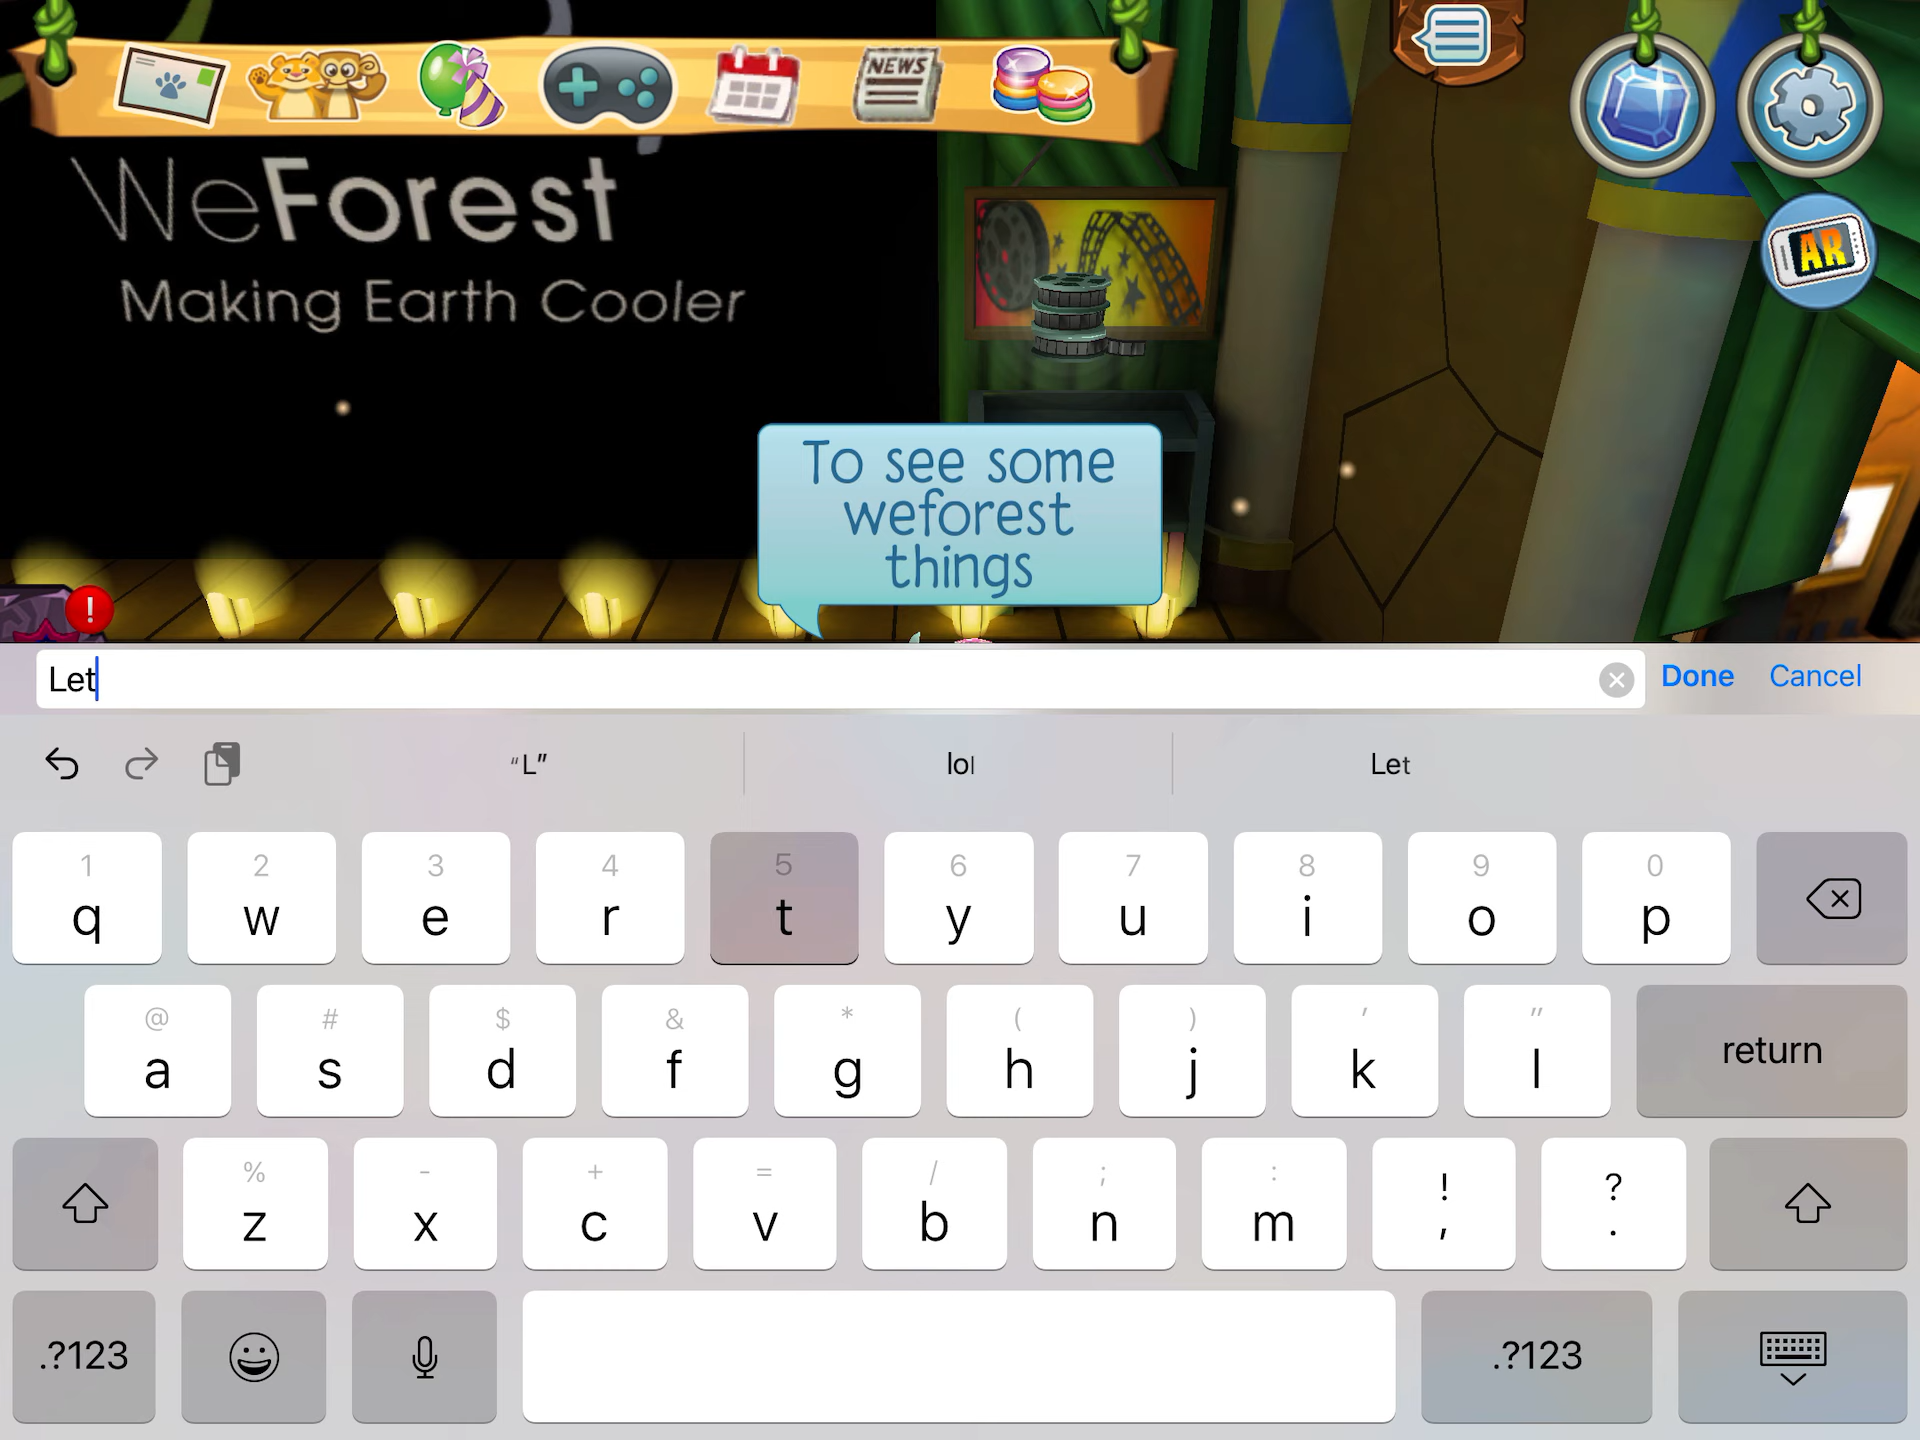 NEWS
WeForest
Making Earth Cooler
AR
To see some
weforest
things
!
Let
Done
Cancel
“L”
lol
Let
1 2 3 4 5 6 7 8 9 0
q w e r t y u i o p
@ # $ & * ( ) ' "
a s d f g h j k l
return
% - + = / ; : ! ?
z x c v b n m , .
.?123
.?123